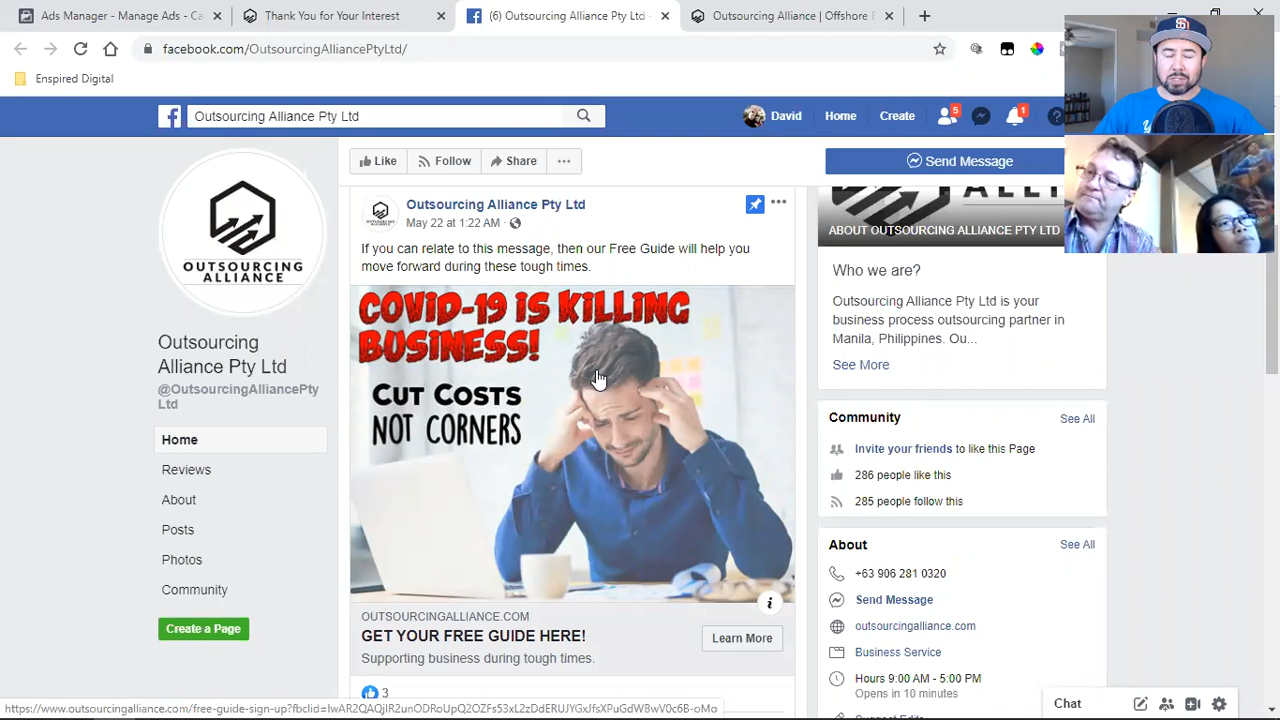 Ads Manager - Manage Ads - Ca
Thank You for Your Interest
(6) Outsourcing Alliance Pty Ltd -
Outsourcing Alliance | Offshore
facebook.com/OutsourcingAlliancePtyLtd/
Enspired Digital
Outsourcing Alliance Pty Ltd
David
Home
Create
5
1
Like
Follow
Share
Send Message
OUTSOURCING
ALLIANCE
Outsourcing
Alliance Pty Ltd
@OutsourcingAlliancePty
Ltd
Home
Reviews
About
Posts
Photos
Community
Create a Page
Outsourcing Alliance Pty Ltd
May 22 at 1:22 AM ·
If you can relate to this message, then our Free Guide will help you
move forward during these tough times.
COVID-19 IS KILLING
BUSINESS!
CUT COSTS
NOT CORNERS
OUTSOURCINGALLIANCE.COM
GET YOUR FREE GUIDE HERE!
Supporting business during tough times.
Learn More
3
ABOUT OUTSOURCING ALLIANCE PTY LTD
Who we are?
Outsourcing Alliance Pty Ltd is your
business process outsourcing partner in
Manila, Philippines. Ou...
See More
Community
See All
Invite your friends to like this Page
286 people like this
285 people follow this
About
See All
+63 906 281 0320
Send Message
outsourcingalliance.com
Business Service
Hours 9:00 AM - 5:00 PM
Opens in 10 minutes
Suggest Edits
Chat